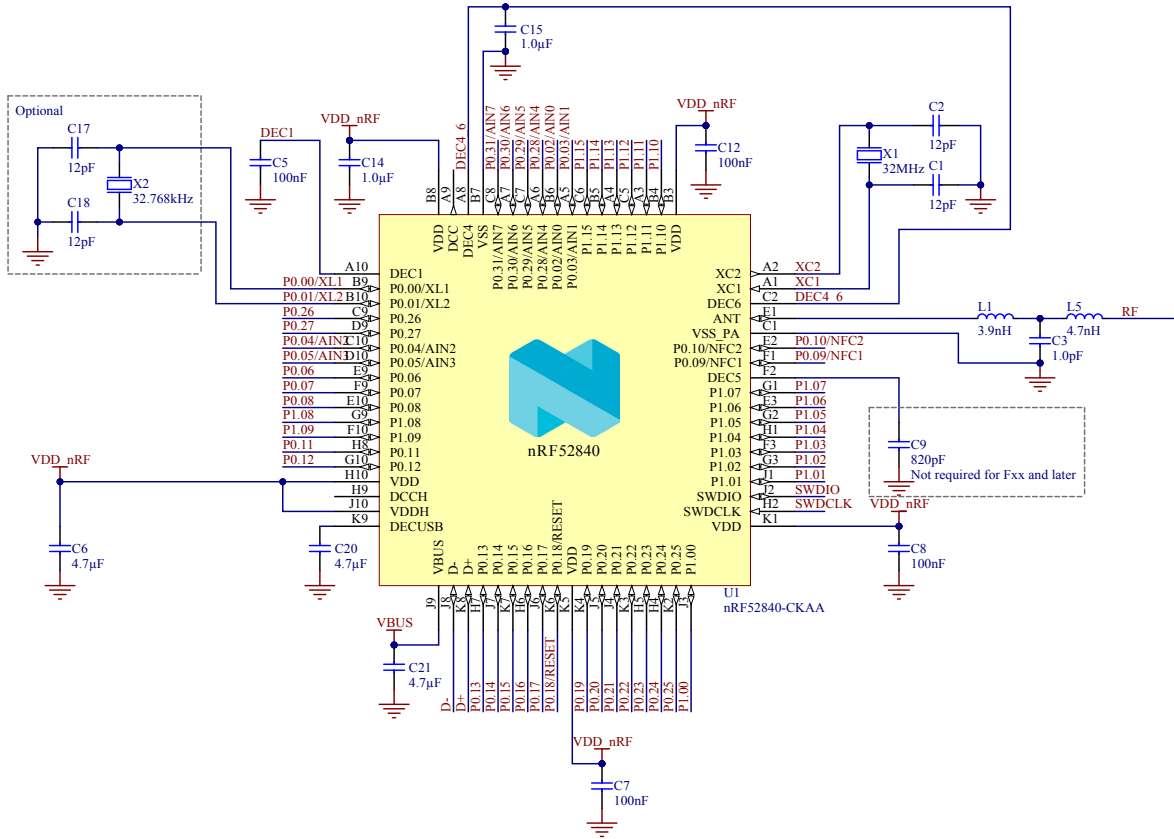 C15
1.0µF
Optional
C17
12pF
X2
32.768kHz
C18
12pF
DEC1
C5
100nF
VDD_nRF
C14
1.0µF
DEC4_6
P0.31/AIN7
P0.30/AIN6
P0.29/AIN5
P0.28/AIN4
P0.02/AIN0
P0.03/AIN1
P1.15
P1.14
P1.13
P1.12
P1.11
P1.10
VDD_nRF
C12
100nF
C2
12pF
X1
32MHz
C1
12pF
B8
A9
A8
B7
C8
A7
C7
A6
B6
A5
C6
B5
A4
C5
A3
B4
B3
VDD
DCC
DEC4
VSS
P0.31/AIN7
P0.30/AIN6
P0.29/AIN5
P0.28/AIN4
P0.02/AIN0
P0.03/AIN1
P1.15
P1.14
P1.13
P1.12
P1.11
P1.10
VDD
A10 DEC1
P0.00/XL1 B9 P0.00/XL1
P0.01/XL2 B10 P0.01/XL2
P0.26 C9 P0.26
P0.27 D9 P0.27
P0.04/AIN2 C10 P0.04/AIN2
P0.05/AIN3 D10 P0.05/AIN3
P0.06 E9 P0.06
P0.07 F9 P0.07
P0.08 E10 P0.08
P1.08 G9 P1.08
P1.09 F10 P1.09
P0.11 H8 P0.11
P0.12 G10 P0.12
H10 VDD
H9 DCCH
J10 VDDH
K9 DECUSB
XC2 A2 XC2
XC1 A1 XC1
DEC6 C2 DEC4_6
ANT E1
VSS_PA C1
P0.10/NFC2 E2 P0.10/NFC2
P0.09/NFC1 F1 P0.09/NFC1
DEC5 F2
P1.07 G1 P1.07
P1.06 E3 P1.06
P1.05 G2 P1.05
P1.04 H1 P1.04
P1.03 F3 P1.03
P1.02 G3 P1.02
P1.01 J1 P1.01
SWDIO J2 SWDIO
SWDCLK H2 SWDCLK
VDD K1
nRF52840
L1
3.9nH
L5
4.7nH
RF
C3
1.0pF
C9
820pF
Not required for Fxx and later
VDD_nRF
C8
100nF
VDD_nRF
C6
4.7µF
C20
4.7µF
VBUS
D-
D+
P0.13
P0.14
P0.15
P0.16
P0.17
P0.18/RESET
VDD
P0.19
P0.20
P0.21
P0.22
P0.23
P0.24
P0.25
P1.00
U1
nRF52840-CKAA
J9
J8
K8
H7
J7
K7
H6
J6
K6
K5
K4
J5
J4
K3
H5
H4
K2
J3
VBUS
C21
4.7µF
D-
D+
P0.13
P0.14
P0.15
P0.16
P0.17
P0.18/RESET
P0.19
P0.20
P0.21
P0.22
P0.23
P0.24
P0.25
P1.00
VDD_nRF
C7
100nF